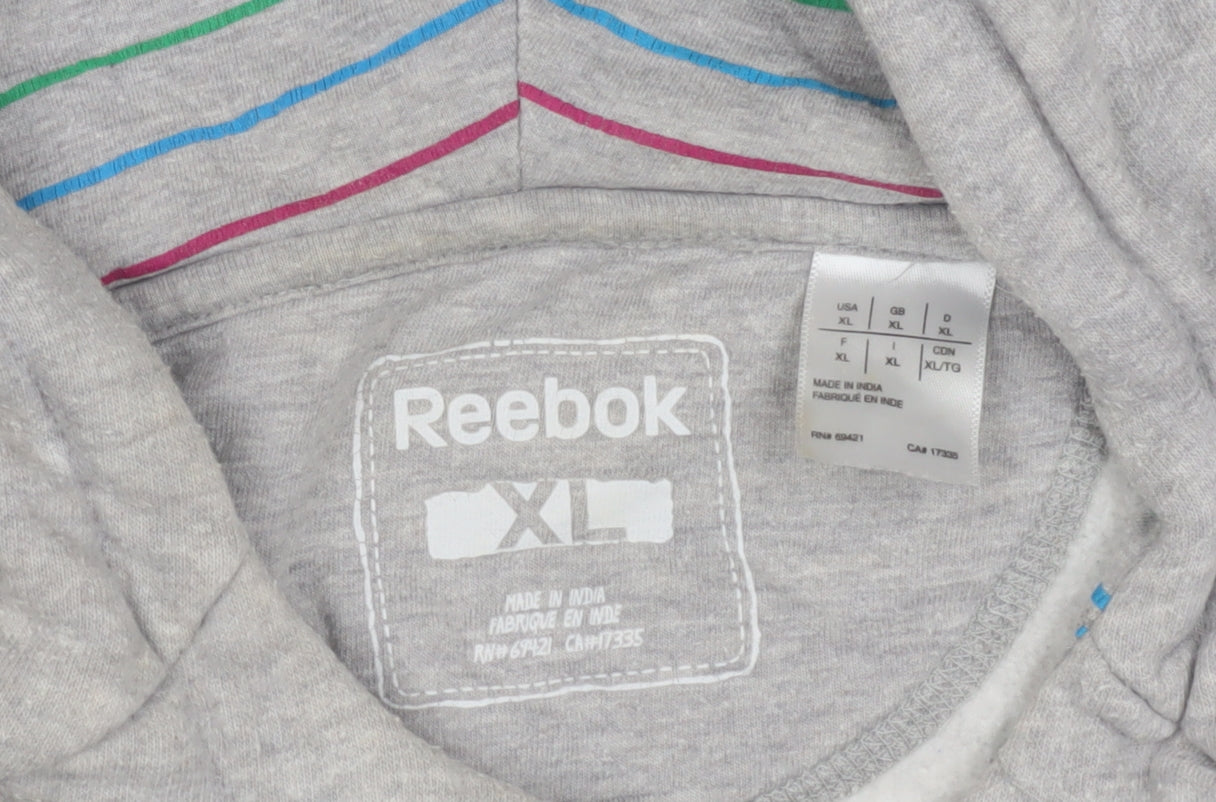 Reebok
XL
MADE IN INDIA
FABRIQUE EN INDE
RN# 69421 CA#17335
USA GB D
XL XL XL
F I CDN
XL XL XL/TG
MADE IN INDIA
FABRIQUÉ EN INDE
RN# 69421 CA# 17335